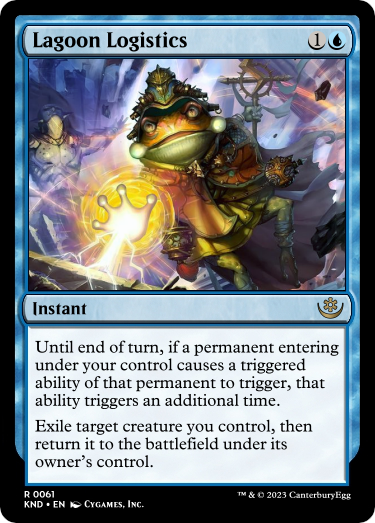 Lagoon Logistics
1
Instant
Until end of turn, if a permanent entering
under your control causes a triggered
ability of that permanent to trigger, that
ability triggers an additional time.
Exile target creature you control, then
return it to the battlefield under its
owner's control.
R 0061
™ & © 2023 CanterburyEgg
KND • EN Cygames, Inc.